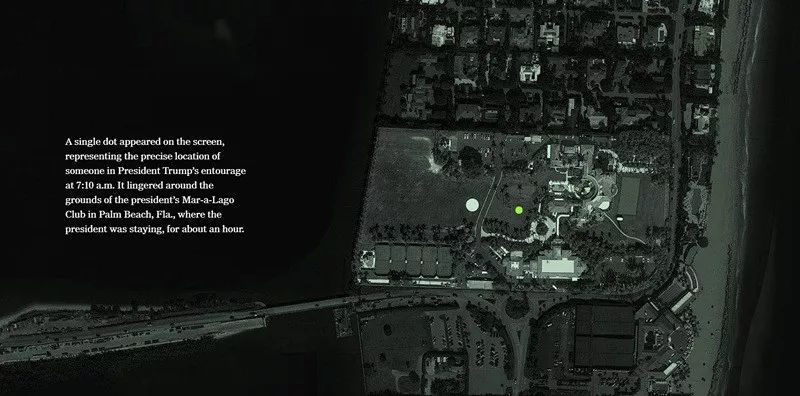 A single dot appeared on the screen,
representing the precise location of
someone in President Trump's entourage
at 7:10 a.m. It lingered around the
grounds of the president's Mar-a-Lago
Club in Palm Beach, Fla., where the
president was staying, for about an hour.